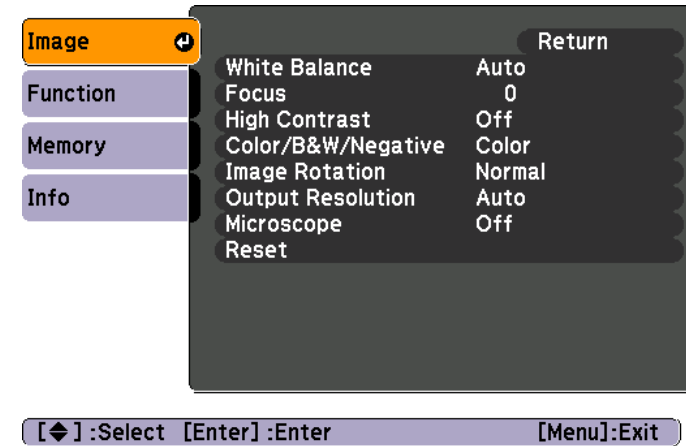 Image
Function
Memory
Info
Return
White Balance Auto
Focus 0
High Contrast Off
Color/B&W/Negative Color
Image Rotation Normal
Output Resolution Auto
Microscope Off
Reset
[◆] :Select [Enter] :Enter [Menu]:Exit